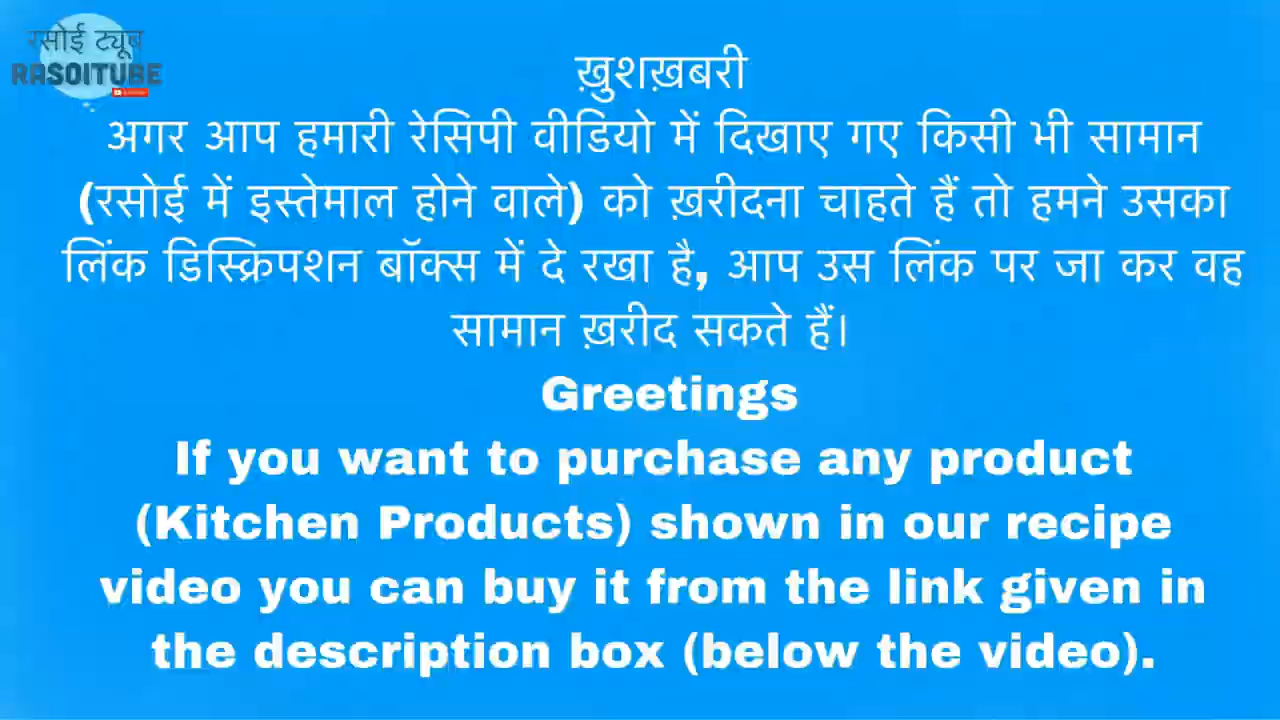 रसोई ट्यूब
RASOITUBE
ख़ुशख़बरी
अगर आप हमारी रेसिपी वीडियो में दिखाए गए किसी भी सामान
(रसोई में इस्तेमाल होने वाले) को ख़रीदना चाहते हैं तो हमने उसका
लिंक डिस्क्रिपशन बॉक्स में दे रखा है, आप उस लिंक पर जा कर वह
सामान ख़रीद सकते हैं।
Greetings
If you want to purchase any product
(Kitchen Products) shown in our recipe
video you can buy it from the link given in
the description box (below the video).